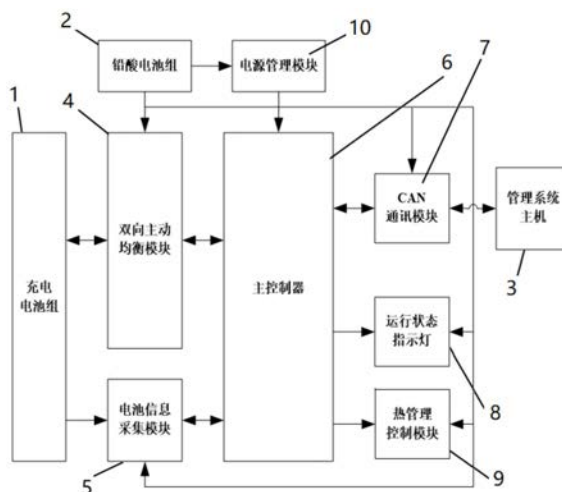 2
铅酸电池组
10
电源管理模块
7
6
1
4
充电
电池组
双向主动
均衡模块
主控制器
CAN
通讯模块
管理系统
主机
3
运行状态
指示灯
8
电池信息
采集模块
5
热管理
控制模块
9